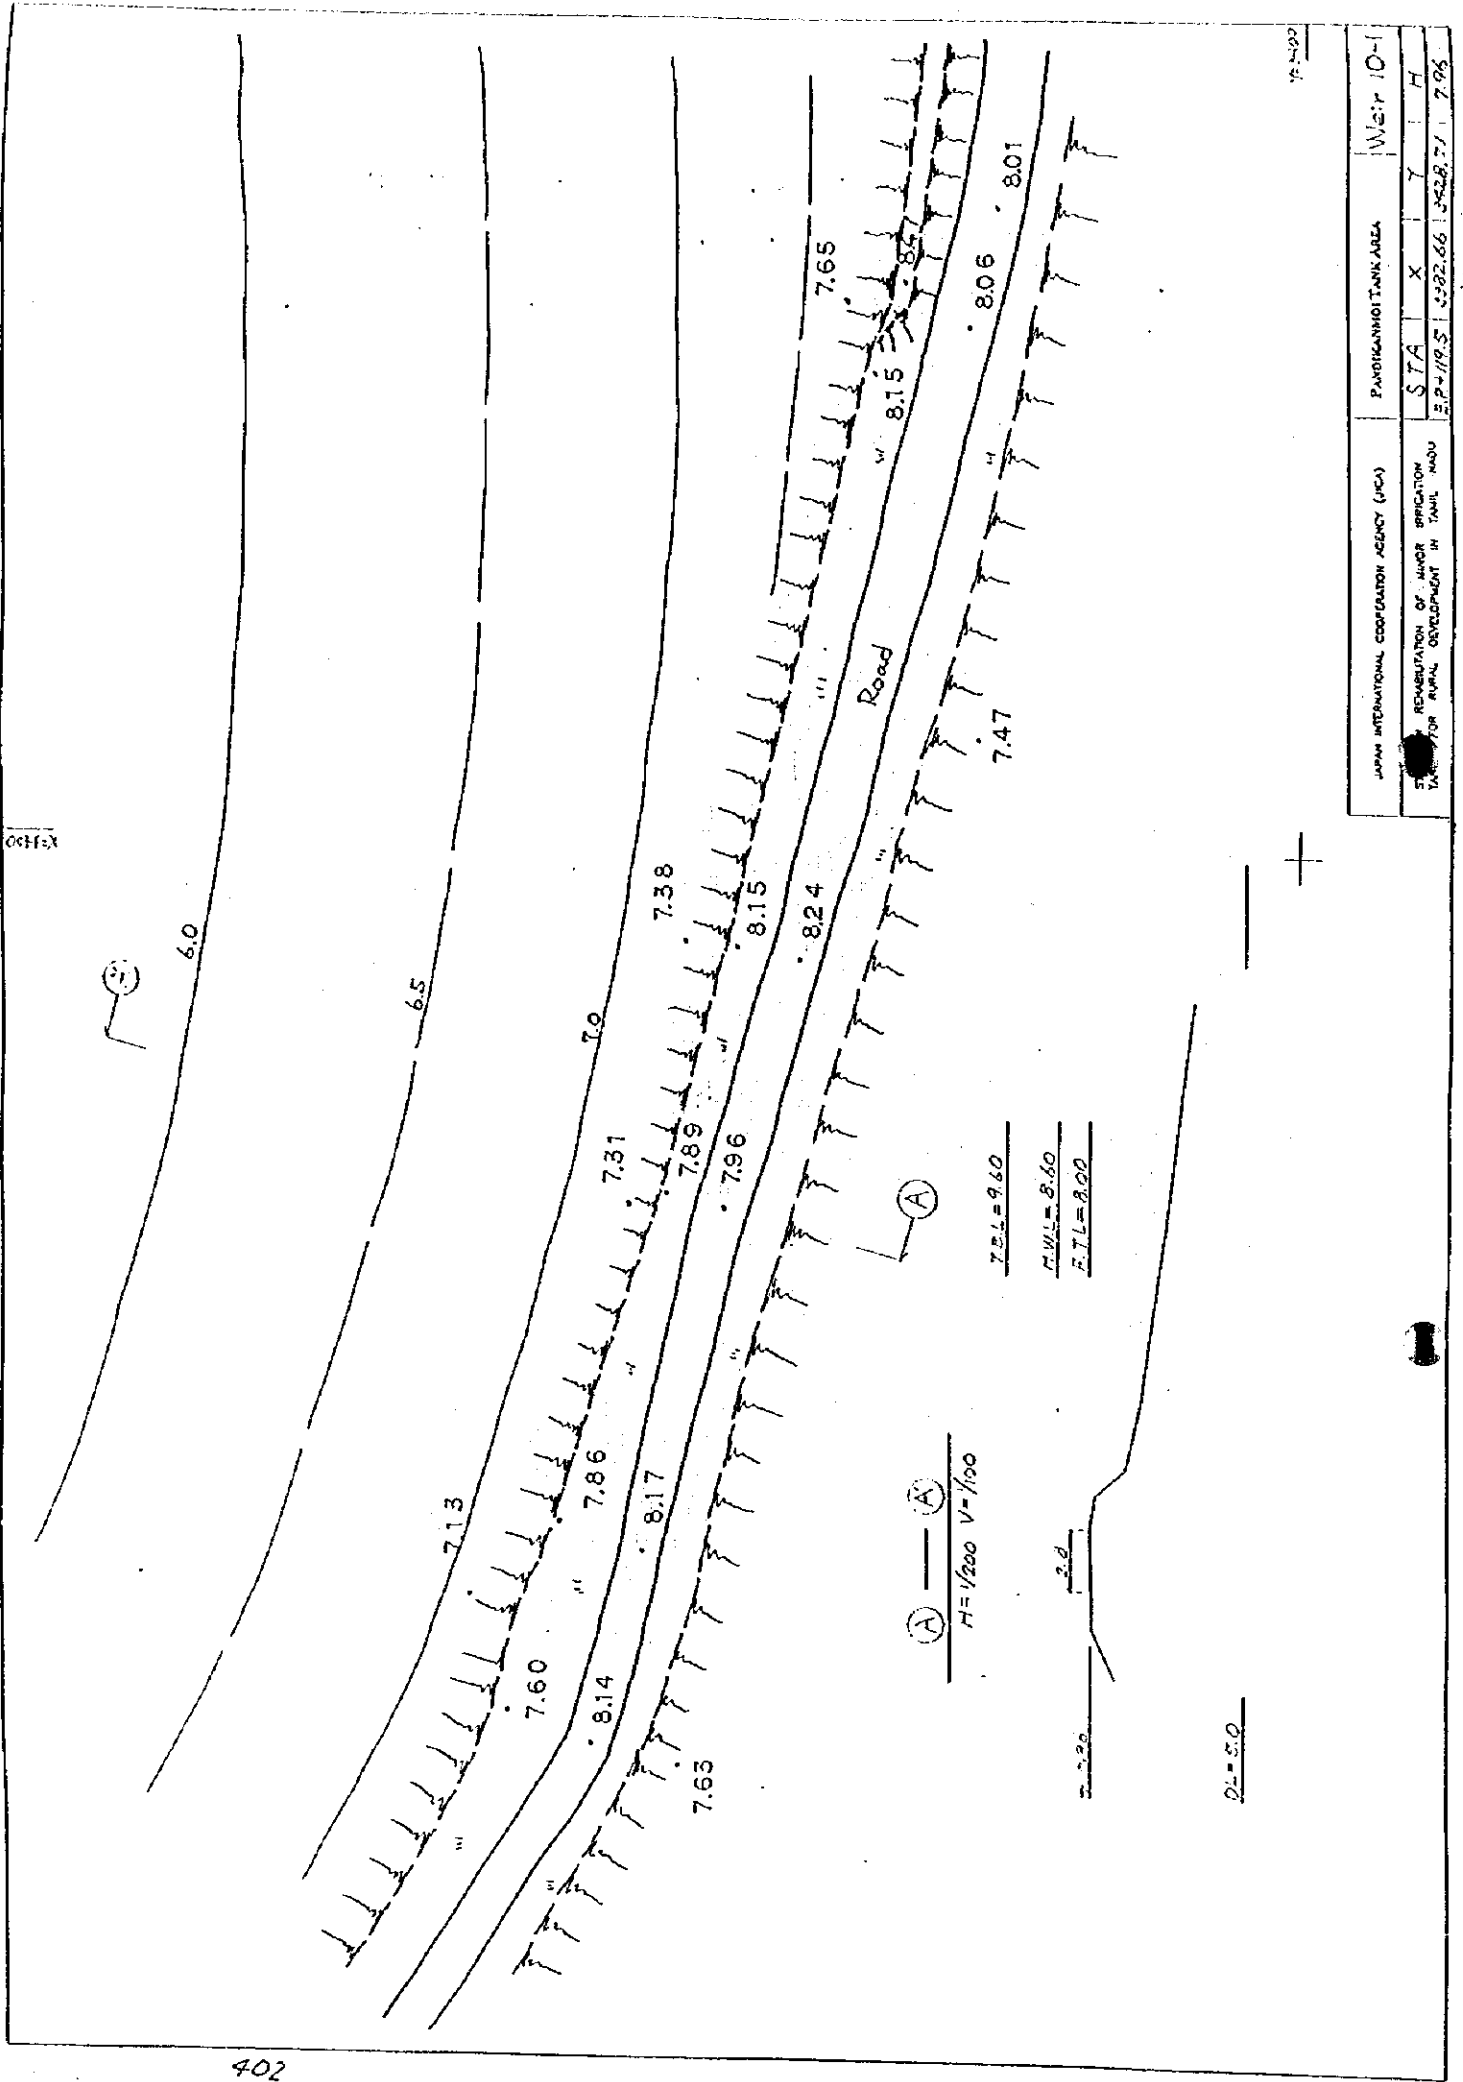 6.0
6.5
7.0
7.13
7.31
7.38
7.65
7.60
7.86
7.89
8.15
8.15
8.47
8.14
8.17
7.96
8.24
8.06
8.01
Road
7.63
7.47
A
A — A'
H=1/200 V=1/100
T.B.L=9.60
M.W.L=8.60
F.T.L=8.00
DL=5.0
JAPAN INTERNATIONAL COOPERATION AGENCY (JICA)
PANDIKANMOI TANK AREA
Weir 10-1
REHABILITATION OF MINOR IRRIGATION
FOR RURAL DEVELOPMENT IN TAMIL NADU
STA X Y H
7.96
402